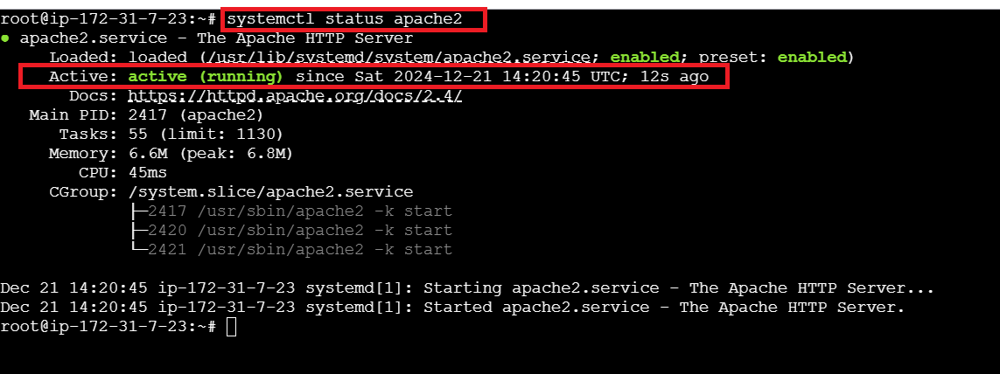 root@ip-172-31-7-23:~# systemctl status apache2
● apache2.service - The Apache HTTP Server
     Loaded: loaded (/usr/lib/systemd/system/apache2.service; enabled; preset: enabled)
     Active: active (running) since Sat 2024-12-21 14:20:45 UTC; 12s ago
       Docs: https://httpd.apache.org/docs/2.4/
   Main PID: 2417 (apache2)
      Tasks: 55 (limit: 1130)
     Memory: 6.6M (peak: 6.8M)
        CPU: 45ms
     CGroup: /system.slice/apache2.service
             ├─2417 /usr/sbin/apache2 -k start
             ├─2420 /usr/sbin/apache2 -k start
             └─2421 /usr/sbin/apache2 -k start

Dec 21 14:20:45 ip-172-31-7-23 systemd[1]: Starting apache2.service - The Apache HTTP Server...
Dec 21 14:20:45 ip-172-31-7-23 systemd[1]: Started apache2.service - The Apache HTTP Server.
root@ip-172-31-7-23:~#